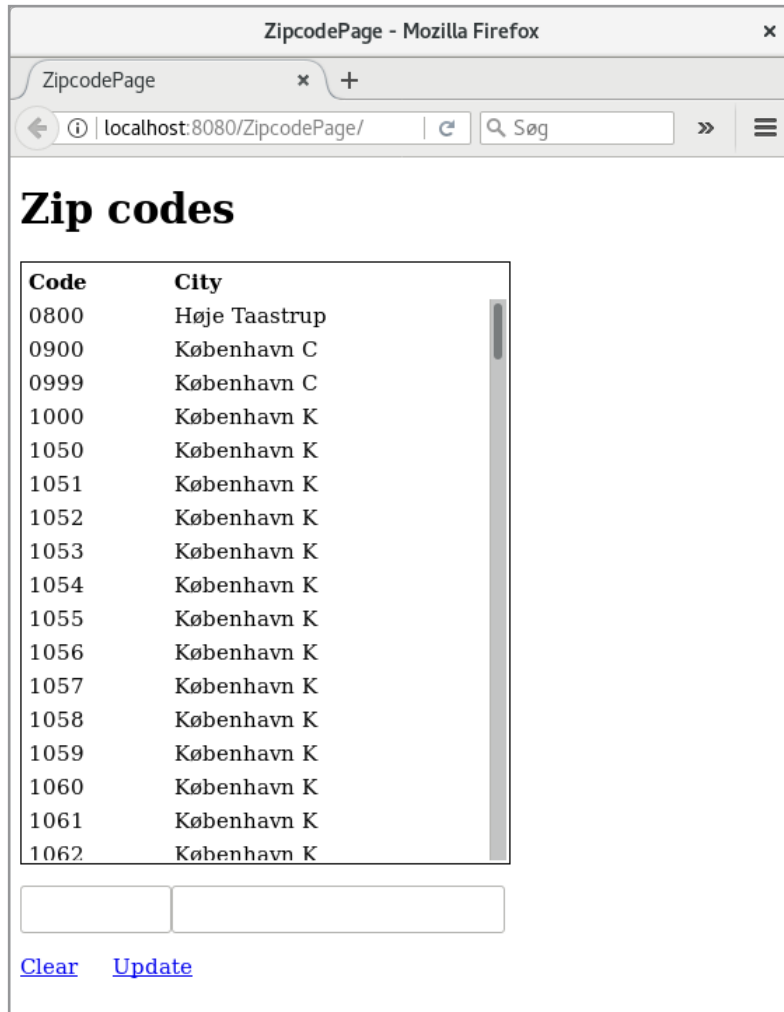 ZipcodePage - Mozilla Firefox
ZipcodePage
localhost:8080/ZipcodePage/ Søg
Zip codes
Code City
0800 Høje Taastrup
0900 København C
0999 København C
1000 København K
1050 København K
1051 København K
1052 København K
1053 København K
1054 København K
1055 København K
1056 København K
1057 København K
1058 København K
1059 København K
1060 København K
1061 København K
1062 København K
Clear Update